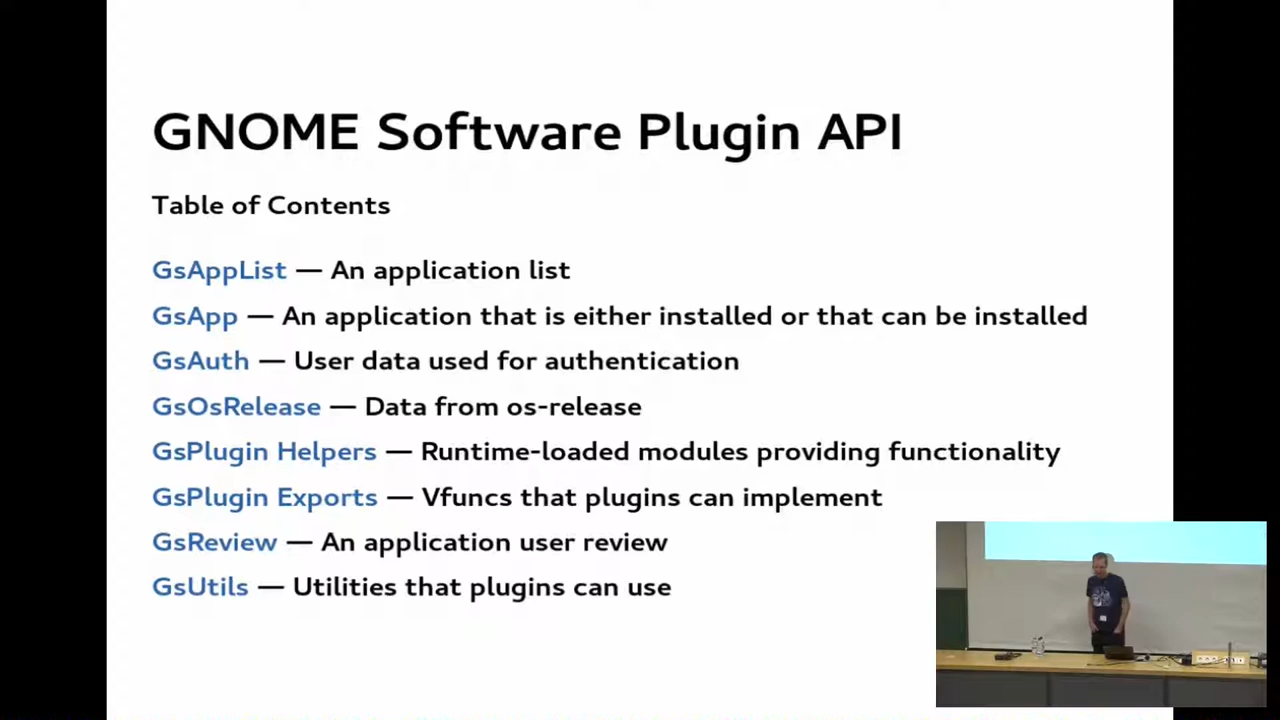 GNOME Software Plugin API
Table of Contents
GsAppList — An application list
GsApp — An application that is either installed or that can be installed
GsAuth — User data used for authentication
GsOsRelease — Data from os-release
GsPlugin Helpers — Runtime-loaded modules providing functionality
GsPlugin Exports — Vfuncs that plugins can implement
GsReview — An application user review
GsUtils — Utilities that plugins can use